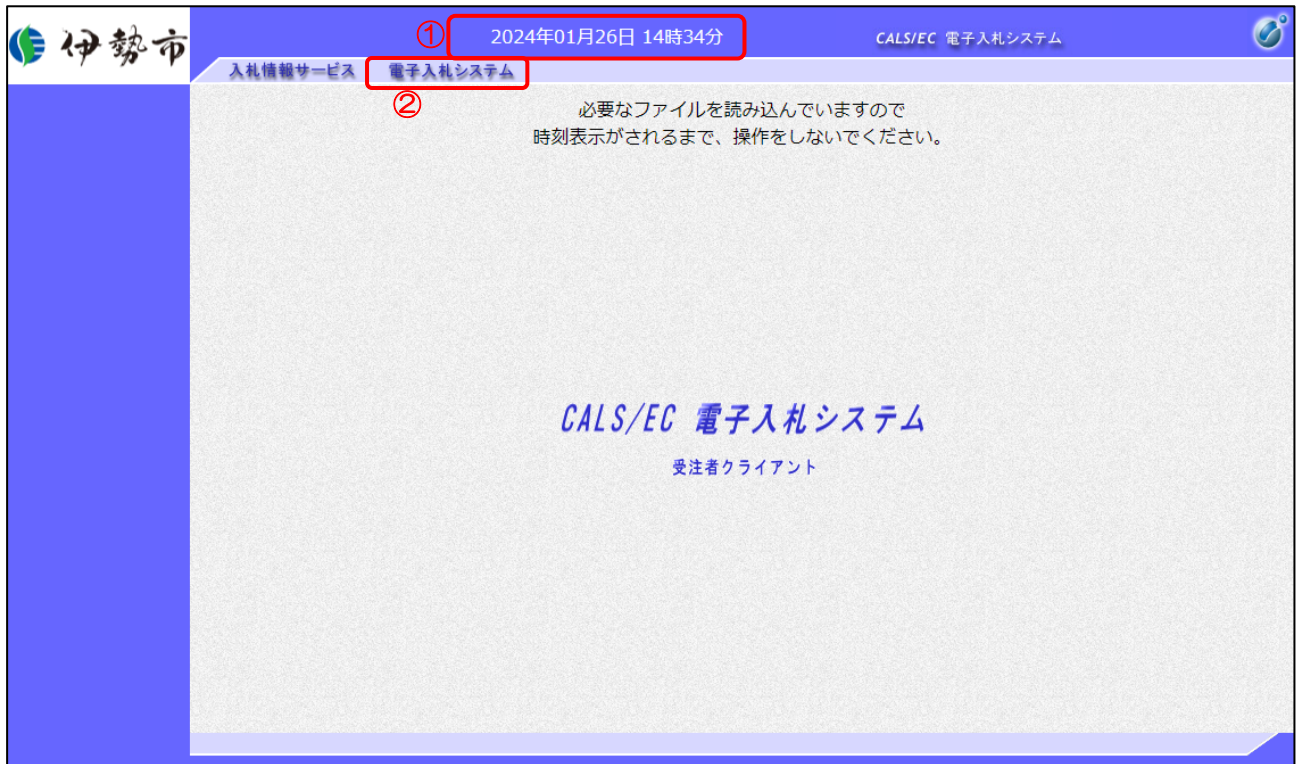 伊勢市
① 2024年01月26日 14時34分
CALS/EC 電子入札システム
入札情報サービス 電子入札システム
②
必要なファイルを読み込んでいますので
時刻表示がされるまで、操作をしないでください。
CALS/EC 電子入札システム
受注者クライアント